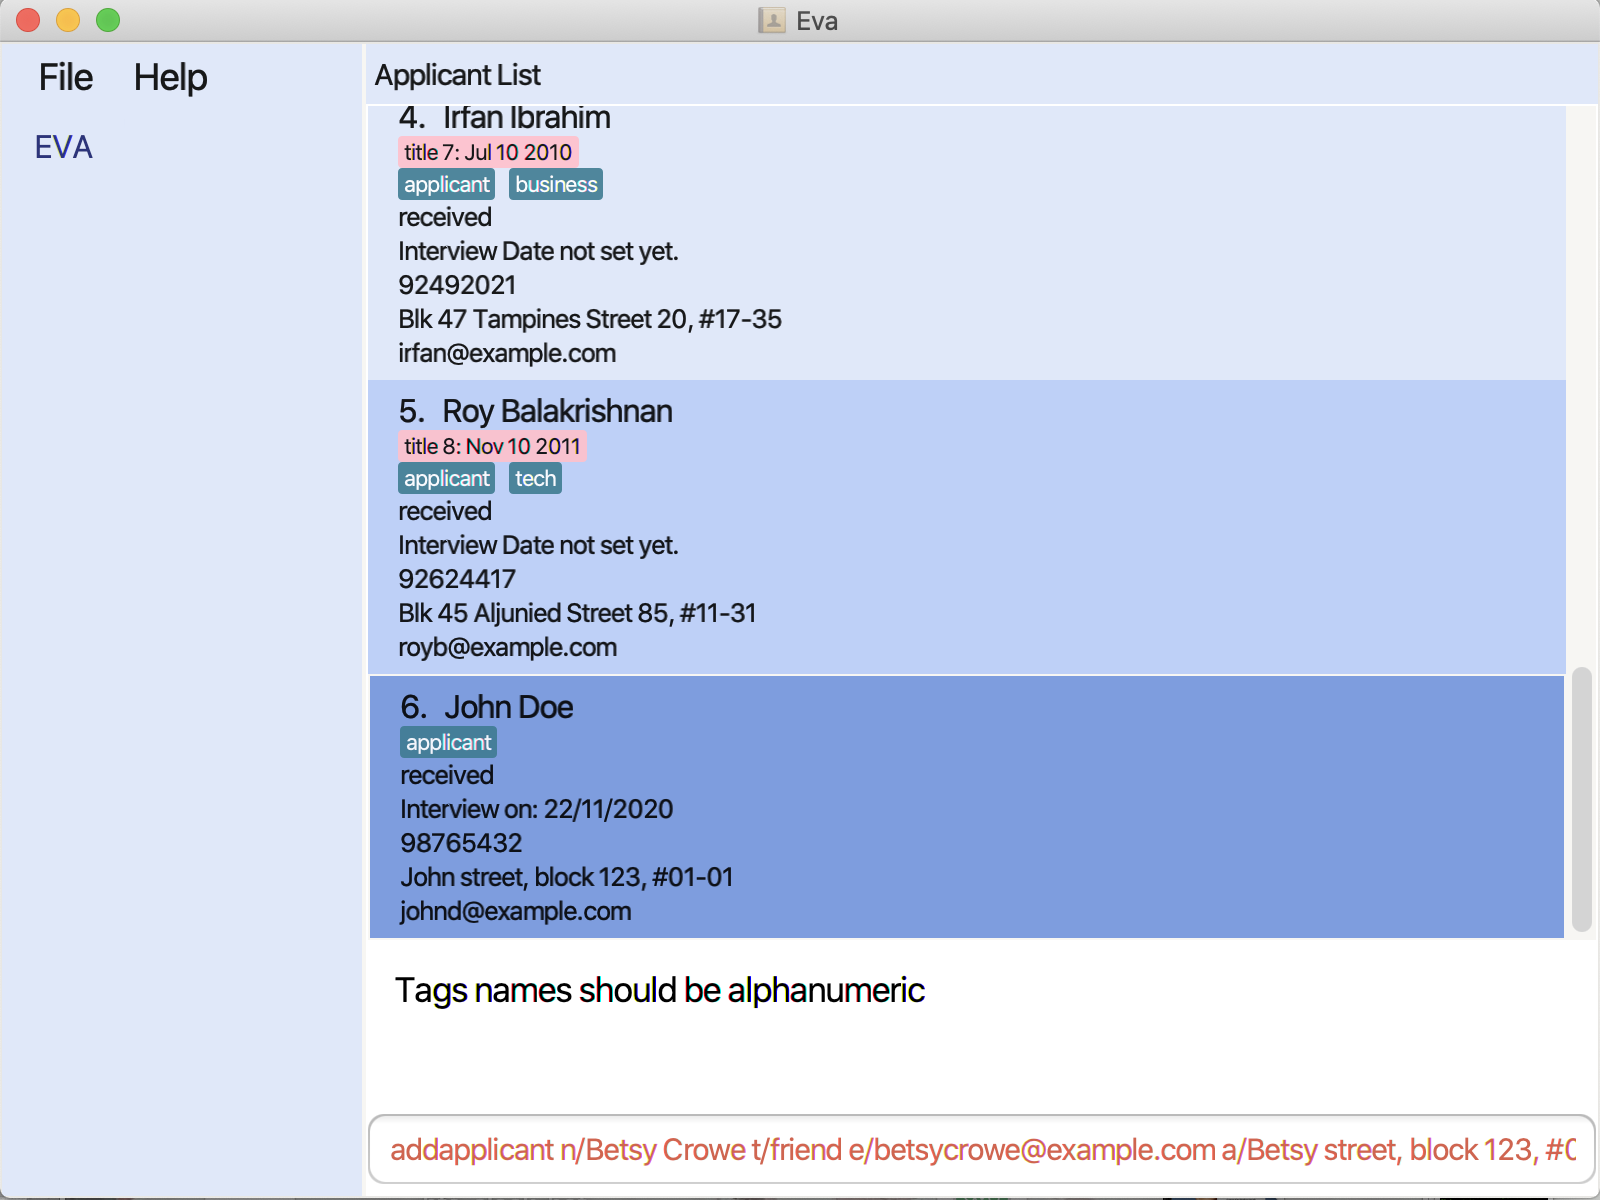 Eva
File Help
EVA
Applicant List
4. Irfan Ibrahim
title 7: Jul 10 2010
applicant business
received
Interview Date not set yet.
92492021
Blk 47 Tampines Street 20, #17-35
irfan@example.com
5. Roy Balakrishnan
title 8: Nov 10 2011
applicant tech
received
Interview Date not set yet.
92624417
Blk 45 Aljunied Street 85, #11-31
royb@example.com
6. John Doe
applicant
received
Interview on: 22/11/2020
98765432
John street, block 123, #01-01
johnd@example.com
Tags names should be alphanumeric
addapplicant n/Betsy Crowe t/friend e/betsycrowe@example.com a/Betsy street, block 123,